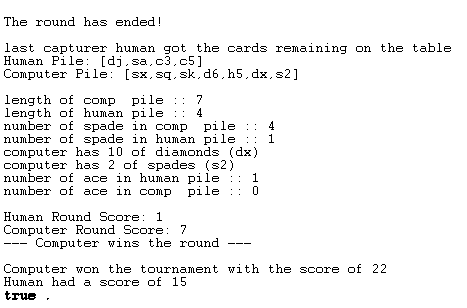 The round has ended!
last capturer human got the cards remaining on the table
Human Pile: [dj,sa,c3,c5]
Computer Pile: [sx,sq,sk,d6,h5,dx,s2]
length of comp  pile :: 7
length of human pile :: 4
number of spade in comp  pile :: 4
number of spade in human pile :: 1
computer has 10 of diamonds (dx)
computer has 2 of spades (s2)
number of ace in human pile :: 1
number of ace in comp  pile :: 0
Human Round Score: 1
Computer Round Score: 7
--- Computer wins the round ---
Computer won the tournament with the score of 22
Human had a score of 15
true .